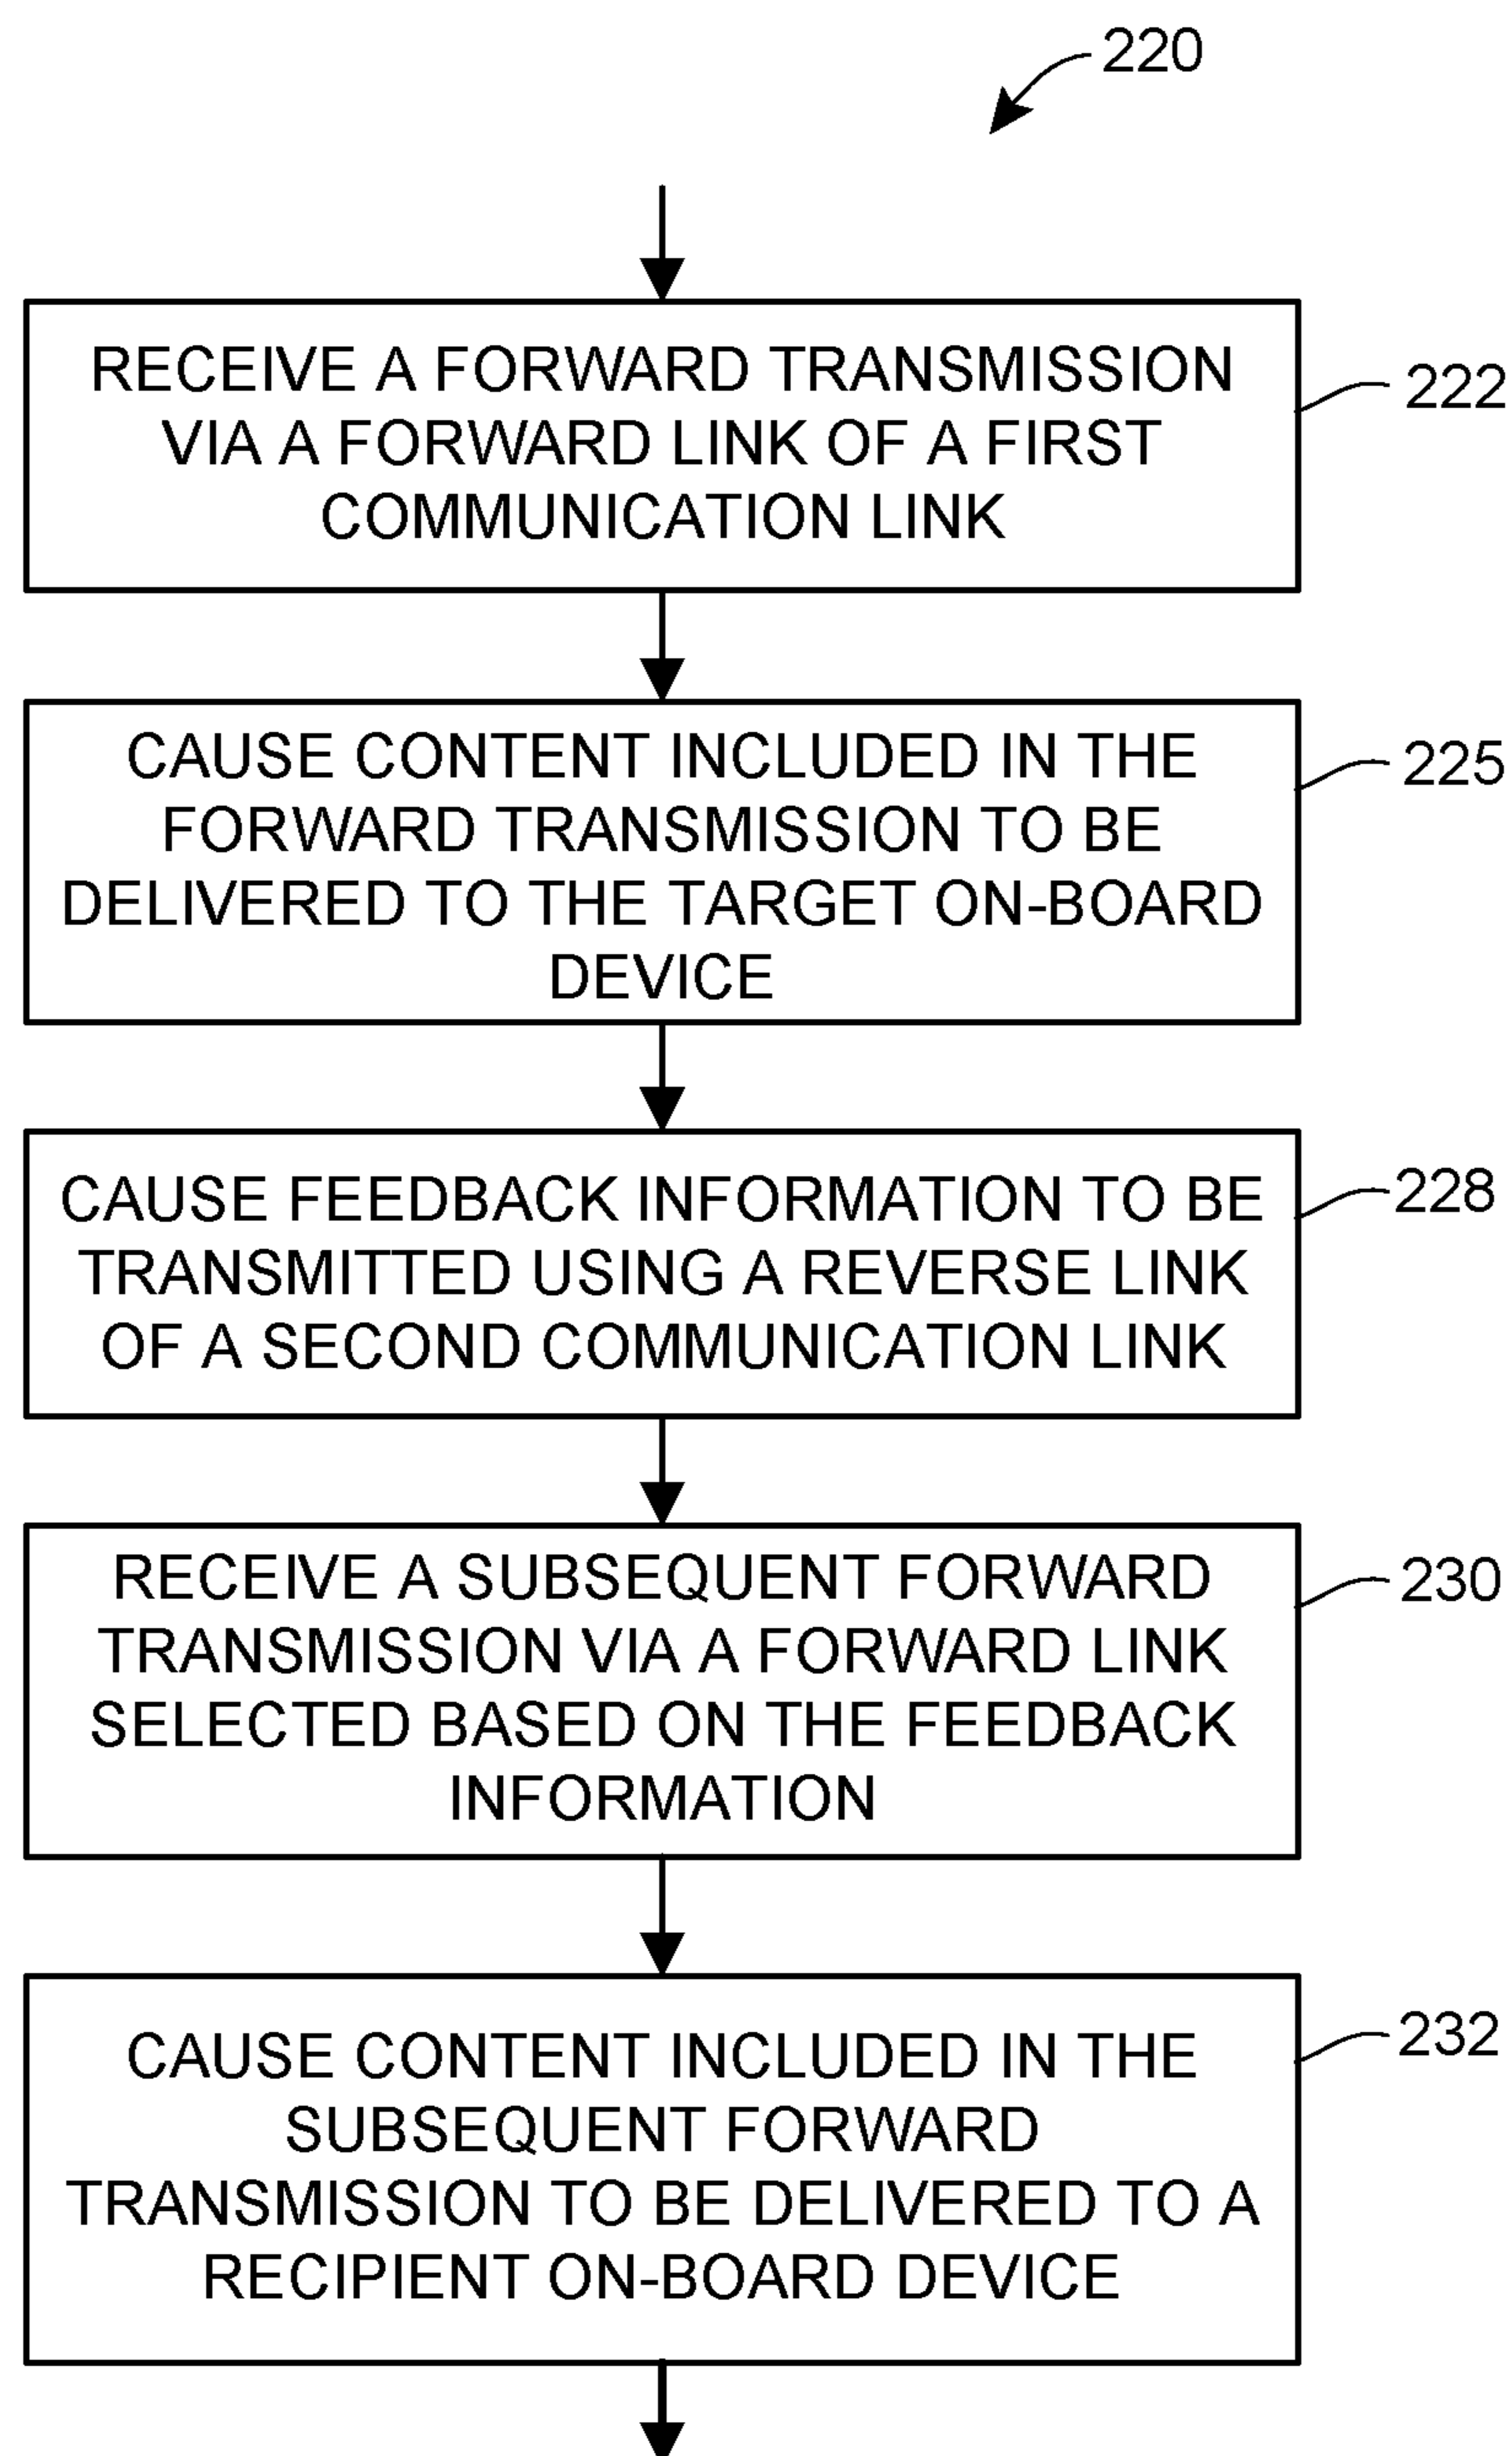 220
RECEIVE A FORWARD TRANSMISSION
VIA A FORWARD LINK OF A FIRST
COMMUNICATION LINK
222
CAUSE CONTENT INCLUDED IN THE
FORWARD TRANSMISSION TO BE
DELIVERED TO THE TARGET ON-BOARD
DEVICE
225
CAUSE FEEDBACK INFORMATION TO BE
TRANSMITTED USING A REVERSE LINK
OF A SECOND COMMUNICATION LINK
228
RECEIVE A SUBSEQUENT FORWARD
TRANSMISSION VIA A FORWARD LINK
SELECTED BASED ON THE FEEDBACK
INFORMATION
230
CAUSE CONTENT INCLUDED IN THE
SUBSEQUENT FORWARD
TRANSMISSION TO BE DELIVERED TO A
RECIPIENT ON-BOARD DEVICE
232